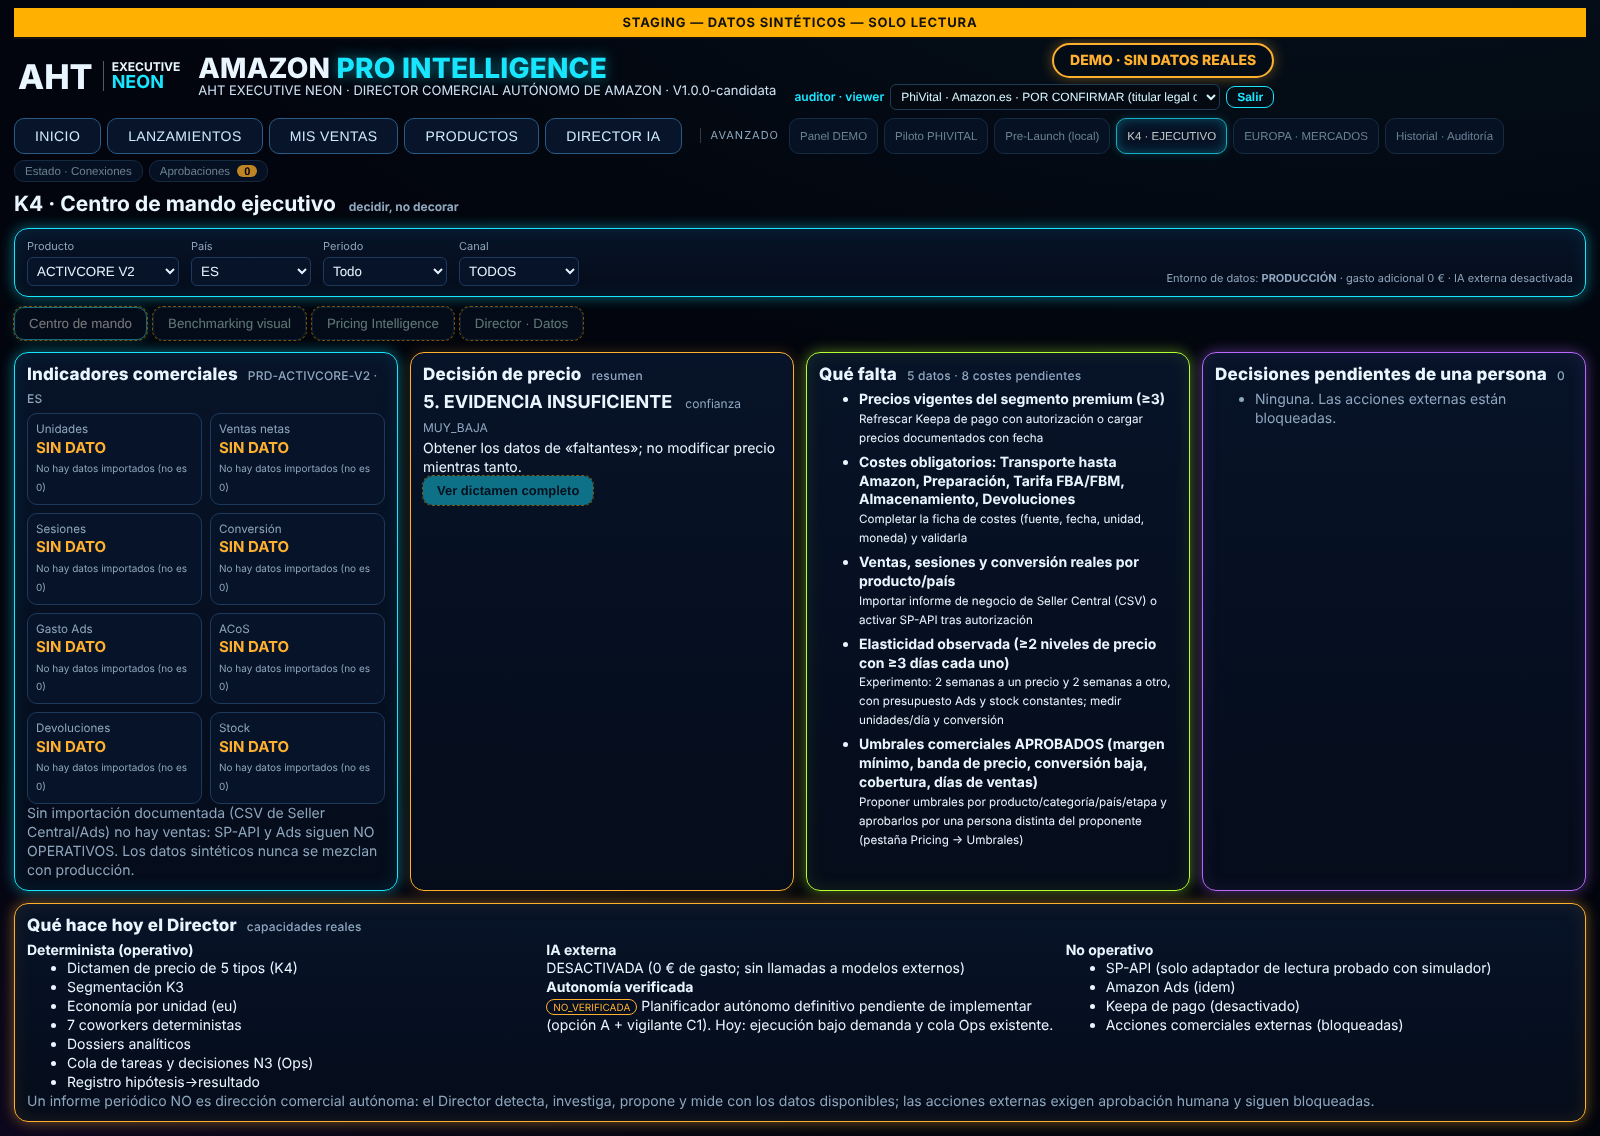 STAGING — DATOS SINTÉTICOS — SOLO LECTURA
AHT EXECUTIVE NEON
AMAZON PRO INTELLIGENCE
AHT EXECUTIVE NEON · DIRECTOR COMERCIAL AUTÓNOMO DE AMAZON · V1.0.0-candidata
DEMO · SIN DATOS REALES
auditor · viewer
PhiVital · Amazon.es · POR CONFIRMAR (titular legal c
Salir
INICIO
LANZAMIENTOS
MIS VENTAS
PRODUCTOS
DIRECTOR IA
AVANZADO
Panel DEMO
Piloto PHIVITAL
Pre-Launch (local)
K4 · EJECUTIVO
EUROPA · MERCADOS
Historial · Auditoría
Estado · Conexiones
Aprobaciones 0
K4 · Centro de mando ejecutivo decidir, no decorar
Producto
ACTIVCORE V2
País
ES
Periodo
Todo
Canal
TODOS
Entorno de datos: PRODUCCIÓN · gasto adicional 0 € · IA externa desactivada
Centro de mando
Benchmarking visual
Pricing Intelligence
Director · Datos
Indicadores comerciales PRD-ACTIVCORE-V2 ·
ES
Unidades
SIN DATO
No hay datos importados (no es
0)
Ventas netas
SIN DATO
No hay datos importados (no es
0)
Sesiones
SIN DATO
No hay datos importados (no es
0)
Conversión
SIN DATO
No hay datos importados (no es
0)
Gasto Ads
SIN DATO
No hay datos importados (no es
0)
ACoS
SIN DATO
No hay datos importados (no es
0)
Devoluciones
SIN DATO
No hay datos importados (no es
0)
Stock
SIN DATO
No hay datos importados (no es
0)
Sin importación documentada (CSV de Seller
Central/Ads) no hay ventas: SP-API y Ads siguen NO
OPERATIVOS. Los datos sintéticos nunca se mezclan
con producción.
Decisión de precio resumen
5. EVIDENCIA INSUFICIENTE confianza
MUY_BAJA
Obtener los datos de «faltantes»; no modificar precio
mientras tanto.
Ver dictamen completo
Qué falta 5 datos · 8 costes pendientes
• Precios vigentes del segmento premium (≥3)
Refrescar Keepa de pago con autorización o cargar
precios documentados con fecha
• Costes obligatorios: Transporte hasta
Amazon, Preparación, Tarifa FBA/FBM,
Almacenamiento, Devoluciones
Completar la ficha de costes (fuente, fecha, unidad,
moneda) y validarla
• Ventas, sesiones y conversión reales por
producto/país
Importar informe de negocio de Seller Central (CSV) o
activar SP-API tras autorización
• Elasticidad observada (≥2 niveles de precio
con ≥3 días cada uno)
Experimento: 2 semanas a un precio y 2 semanas a otro,
con presupuesto Ads y stock constantes; medir
unidades/día y conversión
• Umbrales comerciales APROBADOS (margen
mínimo, banda de precio, conversión baja,
cobertura, días de ventas)
Proponer umbrales por producto/categoría/país/etapa y
aprobarlos por una persona distinta del proponente
(pestaña Pricing → Umbrales)
Decisiones pendientes de una persona 0
• Ninguna. Las acciones externas están
bloqueadas.
Qué hace hoy el Director capacidades reales
Determinista (operativo)
• Dictamen de precio de 5 tipos (K4)
• Segmentación K3
• Economía por unidad (eu)
• 7 coworkers deterministas
• Dossiers analíticos
• Cola de tareas y decisiones N3 (Ops)
• Registro hipótesis→resultado
IA externa
DESACTIVADA (0 € de gasto; sin llamadas a modelos externos)
Autonomía verificada
NO_VERIFICADA Planificador autónomo definitivo pendiente de implementar
(opción A + vigilante C1). Hoy: ejecución bajo demanda y cola Ops existente.
No operativo
• SP-API (solo adaptador de lectura probado con simulador)
• Amazon Ads (idem)
• Keepa de pago (desactivado)
• Acciones comerciales externas (bloqueadas)
Un informe periódico NO es dirección comercial autónoma: el Director detecta, investiga, propone y mide con los datos disponibles; las acciones externas exigen aprobación humana y siguen bloqueadas.